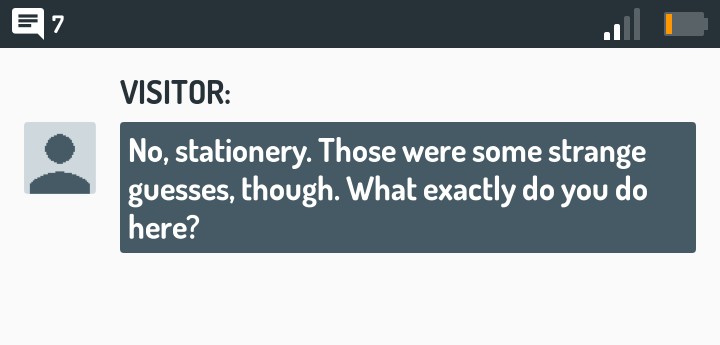 7
VISITOR:
No, stationery. Those were some strange
guesses, though. What exactly do you do
here?